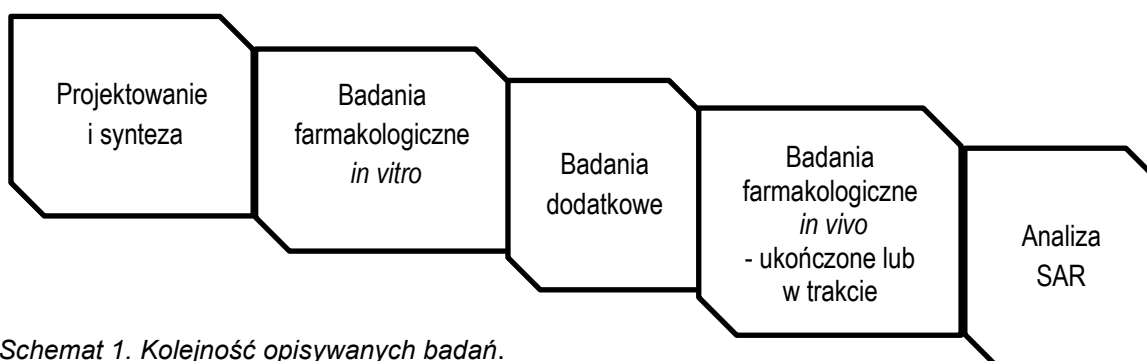 Projektowanie
i synteza
Badania
farmakologiczne
in vitro
Badania
dodatkowe
Badania
farmakologiczne
in vivo
- ukończone lub
w trakcie
Analiza
SAR
Schemat 1. Kolejność opisywanych badań.